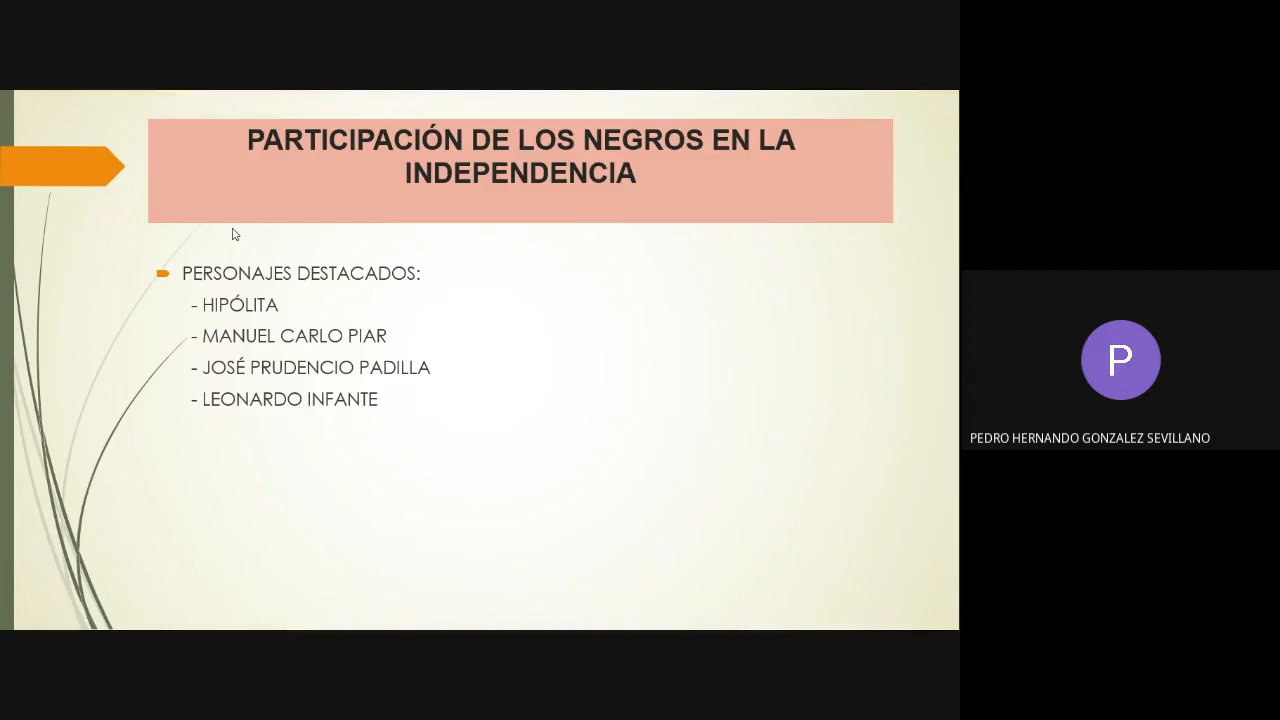 PARTICIPACIÓN DE LOS NEGROS EN LA
INDEPENDENCIA
PERSONAJES DESTACADOS:
- HIPÓLITA
- MANUEL CARLO PIAR
- JOSÉ PRUDENCIO PADILLA
- LEONARDO INFANTE
P
PEDRO HERNANDO GONZALEZ SEVILLANO